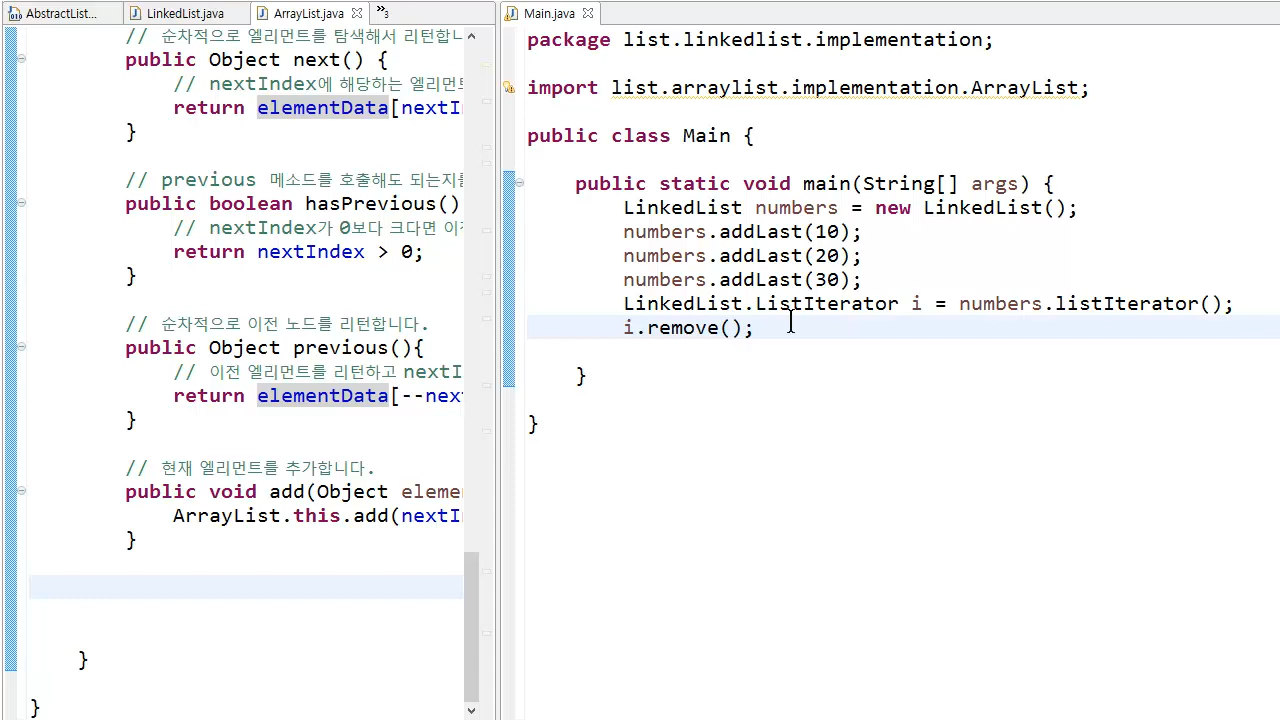 AbstractList... LinkedList.java ArrayList.java »3
// 순차적으로 엘리먼트를 탐색해서 리턴합니
public Object next() {
// nextIndex에 해당하는 엘리먼트
return elementData[nextI
}
// previous 메소드를 호출해도 되는지를
public boolean hasPrevious()
// nextIndex가 0보다 크다면 이전
return nextIndex > 0;
}
// 순차적으로 이전 노드를 리턴합니다.
public Object previous(){
// 이전 엘리먼트를 리턴하고 nextI
return elementData[--nex
}
// 현재 엘리먼트를 추가합니다.
public void add(Object eleme
ArrayList.this.add(nextI
}
}
}
Main.java
package list.linkedlist.implementation;
import list.arraylist.implementation.ArrayList;
public class Main {
public static void main(String[] args) {
LinkedList numbers = new LinkedList();
numbers.addLast(10);
numbers.addLast(20);
numbers.addLast(30);
LinkedList.ListIterator i = numbers.listIterator();
i.remove();
}
}